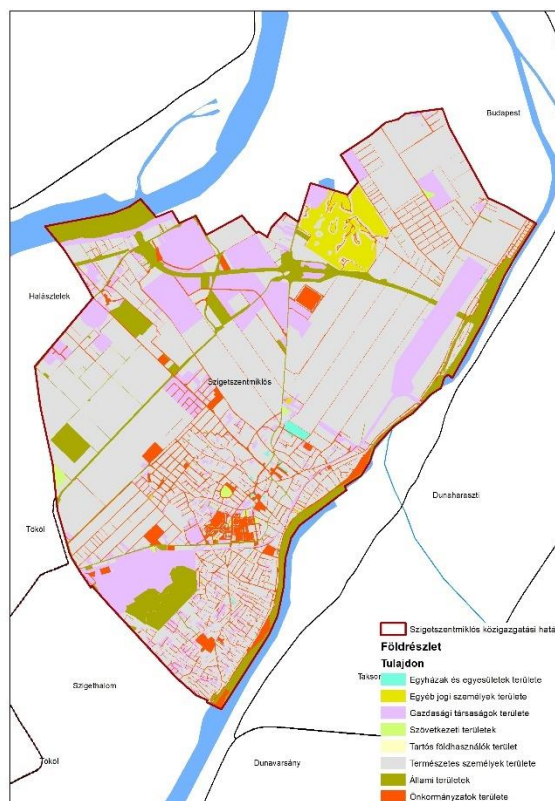 Budapest
Halásztelek
Szigetszentmiklós
Dunaharaszti
Tököl
Szigethalom
Taksony
Tököl
Dunavarsány
Szigetszentmiklós közigazgatási hatá
Földrészlet
Tulajdon
Egyházak és egyesületek területe
Egyéb jogi személyek területe
Gazdasági társaságok területe
Szövetkezeti területek
Tartós földhasználók terület
Természetes személyek területe
Állami területek
Önkormányzatok területe